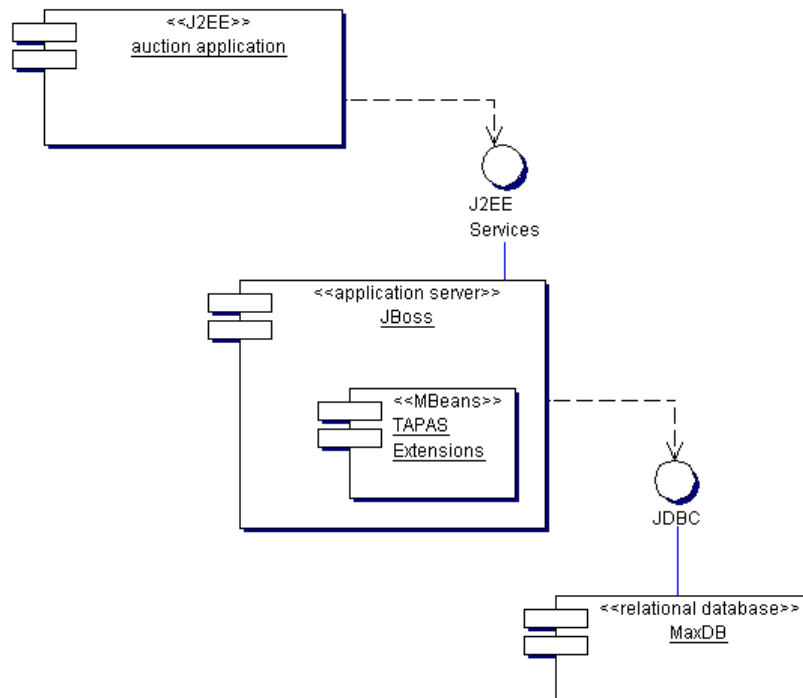 <<J2EE>>
auction application
J2EE
Services
<<application server>>
JBoss
<<MBeans>>
TAPAS
Extensions
JDBC
<<relational database>>
MaxDB